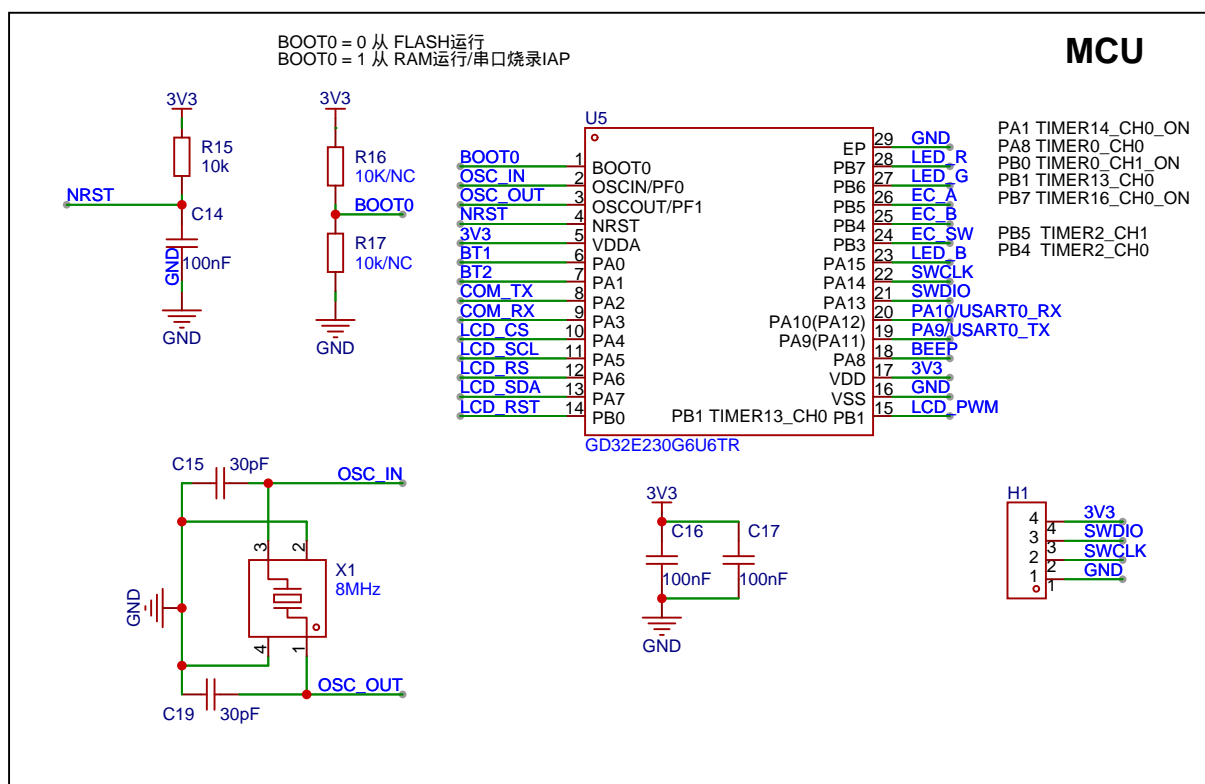 BOOT0 = 0 从 FLASH运行
BOOT0 = 1 从 RAM运行/串口烧录IAP
MCU
3V3
R15
10k
NRST
C14
100nF
GND
GND
3V3
R16
10K/NC
BOOT0
R17
10k/NC
GND
U5
BOOT0 1 BOOT0
OSC_IN 2 OSCIN/PF0
OSC_OUT 3 OSCOUT/PF1
NRST 4 NRST
3V3 5 VDDA
BT1 6 PA0
BT2 7 PA1
COM_TX 8 PA2
COM_RX 9 PA3
LCD_CS 10 PA4
LCD_SCL 11 PA5
LCD_RS 12 PA6
LCD_SDA 13 PA7
LCD_RST 14 PB0
EP 29 GND
PB7 28 LED_R
PB6 27 LED_G
PB5 26 EC_A
PB4 25 EC_B
PB3 24 EC_SW
PA15 23 LED_B
PA14 22 SWCLK
PA13 21 SWDIO
PA10(PA12) 20 PA10/USART0_RX
PA9(PA11) 19 PA9/USART0_TX
PA8 18 BEEP
VDD 17 3V3
VSS 16 GND
PB1 TIMER13_CH0 PB1 15 LCD_PWM
GD32E230G6U6TR
PA1 TIMER14_CH0_ON
PA8 TIMER0_CH0
PB0 TIMER0_CH1_ON
PB1 TIMER13_CH0
PB7 TIMER16_CH0_ON
PB5 TIMER2_CH1
PB4 TIMER2_CH0
C15 30pF
OSC_IN
3 2
X1
8MHz
GND
4 1
OSC_OUT
C19 30pF
3V3
C16 C17
100nF 100nF
GND
H1
4 4 3V3
3 3 SWDIO
2 2 SWCLK
1 1 GND